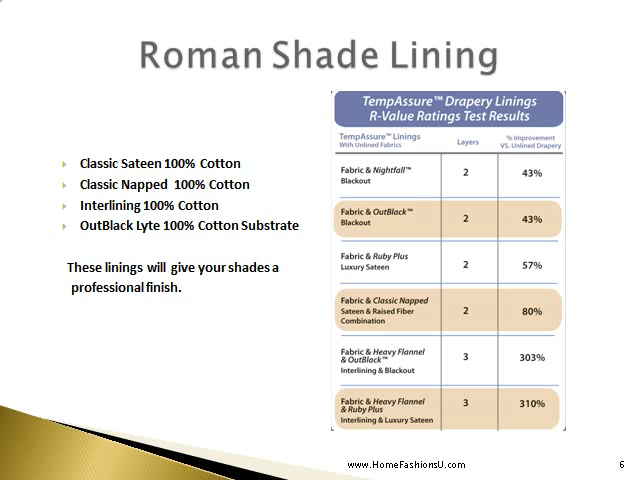 Roman Shade Lining
Classic Sateen 100% Cotton
Classic Napped 100% Cotton
Interlining 100% Cotton
OutBlack Lyte 100% Cotton Substrate
These linings will give your shades a
professional finish.
TempAssure™ Drapery Linings
R-Value Ratings Test Results
TempAssure™ Linings
With Unlined Fabrics
Layers
% Improvement
VS. Unlined Drapery
Fabric & Nightfall™
Blackout
2
43%
Fabric & OutBlack™
Blackout
2
43%
Fabric & Ruby Plus
Luxury Sateen
2
57%
Fabric & Classic Napped
Sateen & Raised Fiber
Combination
2
80%
Fabric & Heavy Flannel
& OutBlack™
Interlining & Blackout
3
303%
Fabric & Heavy Flannel
& Ruby Plus
Interlining & Luxury Sateen
3
310%
www.HomeFashionsU.com
6